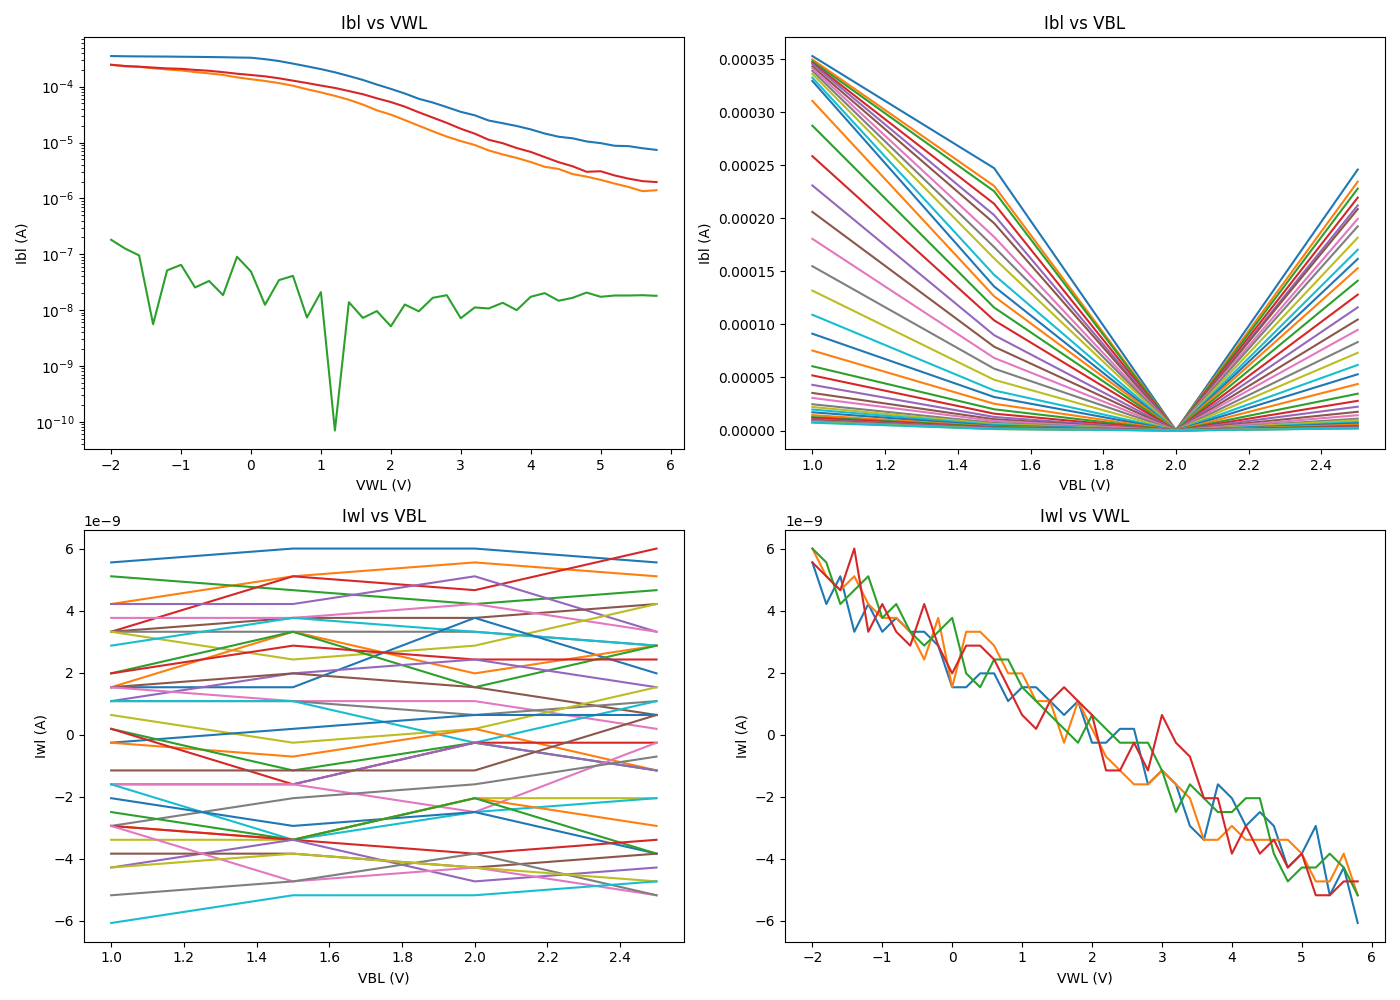 Ibl vs VWL
Ibl (A)
10⁻⁴
10⁻⁵
10⁻⁶
10⁻⁷
10⁻⁸
10⁻⁹
10⁻¹⁰
−2 −1 0 1 2 3 4 5 6
VWL (V)
Ibl vs VBL
Ibl (A)
0.00035
0.00030
0.00025
0.00020
0.00015
0.00010
0.00005
0.00000
1.0 1.2 1.4 1.6 1.8 2.0 2.2 2.4
VBL (V)
Iwl vs VBL
1e−9
Iwl (A)
6
4
2
0
−2
−4
−6
1.0 1.2 1.4 1.6 1.8 2.0 2.2 2.4
VBL (V)
Iwl vs VWL
1e−9
Iwl (A)
6
4
2
0
−2
−4
−6
−2 −1 0 1 2 3 4 5 6
VWL (V)